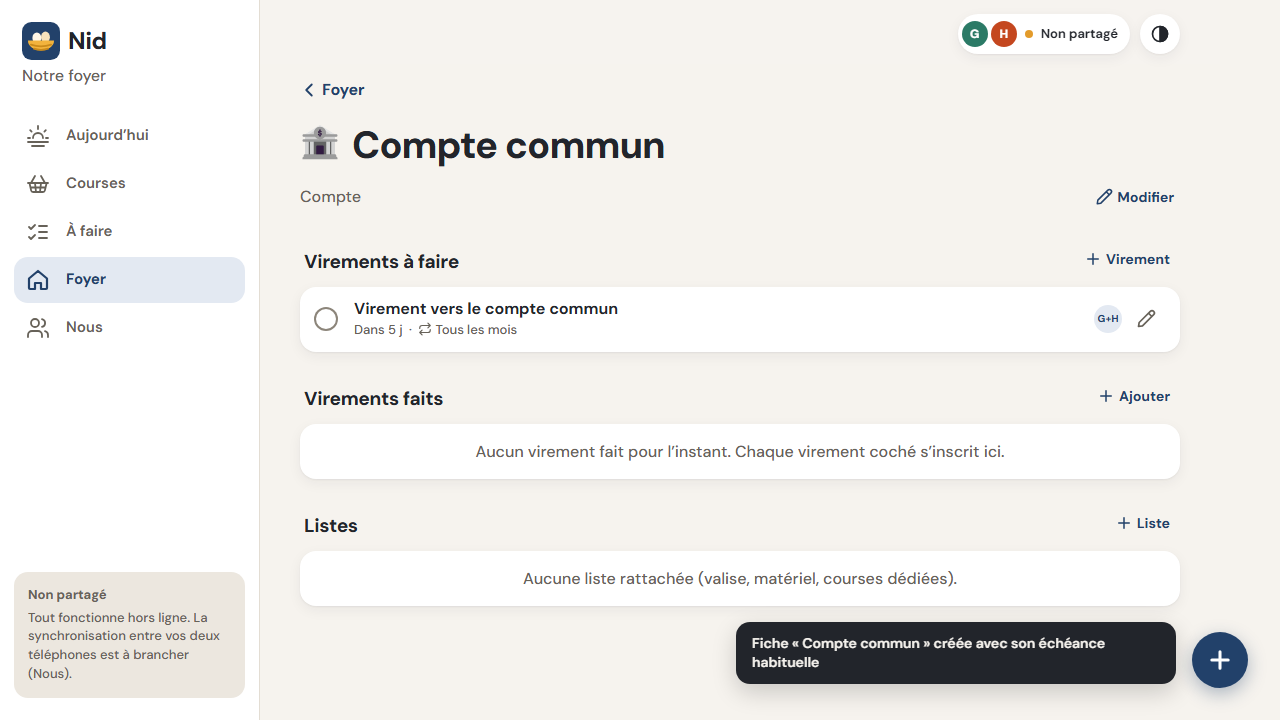 Nid
Notre foyer
Aujourd’hui
Courses
À faire
Foyer
Nous
Non partagé
Tout fonctionne hors ligne. La
synchronisation entre vos deux
téléphones est à brancher
(Nous).
G H Non partagé
Foyer
Compte commun
Compte
Modifier
Virements à faire
Virement
Virement vers le compte commun
Dans 5 j · Tous les mois
G+H
Virements faits
Ajouter
Aucun virement fait pour l’instant. Chaque virement coché s’inscrit ici.
Listes
Liste
Aucune liste rattachée (valise, matériel, courses dédiées).
Fiche « Compte commun » créée avec son échéance
habituelle